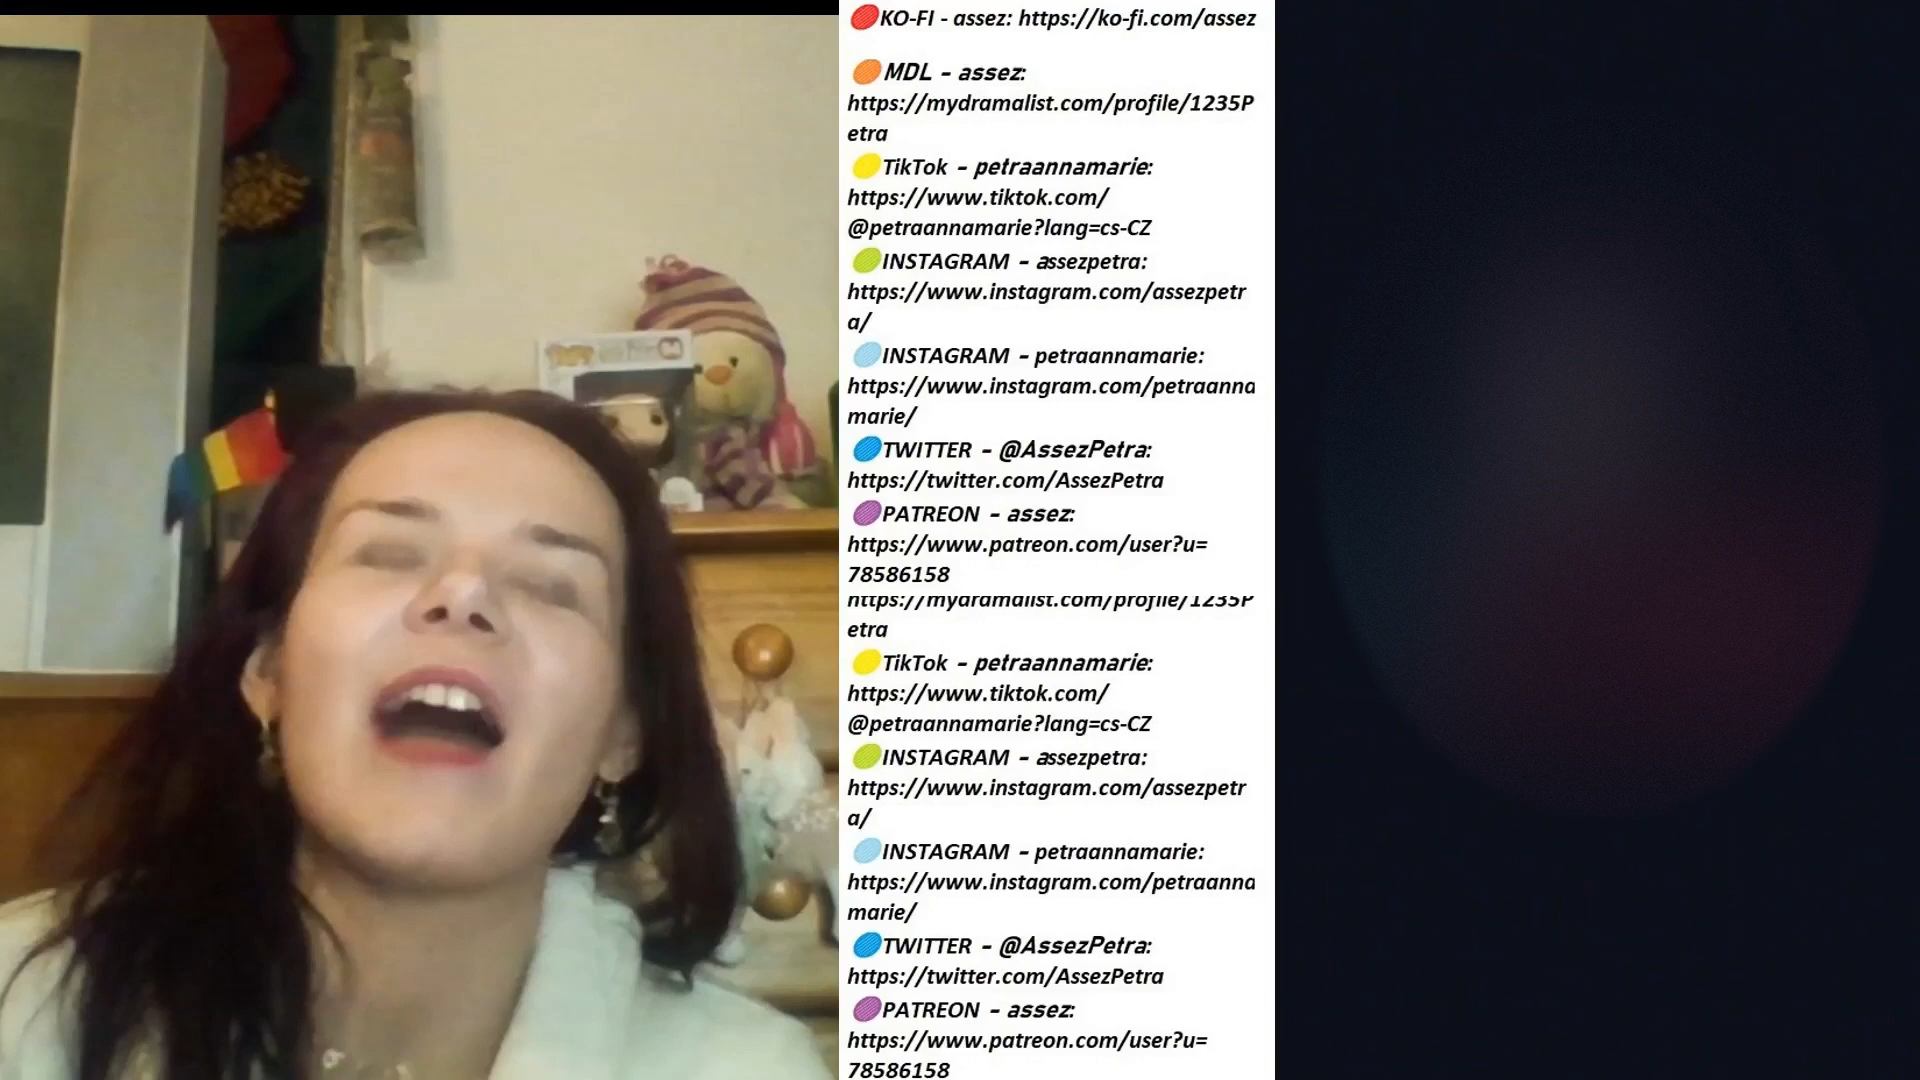 🔴KO-FI - assez: https://ko-fi.com/assez
🟠MDL - assez:
https://mydramalist.com/profile/1235P
etra
🟡TikTok - petraannamarie:
https://www.tiktok.com/
@petraannamarie?lang=cs-CZ
🟢INSTAGRAM - assezpetra:
https://www.instagram.com/assezpetr
a/
INSTAGRAM - petraannamarie:
https://www.instagram.com/petraanna
marie/
🔵TWITTER - @AssezPetra:
https://twitter.com/AssezPetra
🟣PATREON - assez:
https://www.patreon.com/user?u=
78586158
https://mydramalist.com/profile/1235P
etra
🟡TikTok - petraannamarie:
https://www.tiktok.com/
@petraannamarie?lang=cs-CZ
🟢INSTAGRAM - assezpetra:
https://www.instagram.com/assezpetr
a/
INSTAGRAM - petraannamarie:
https://www.instagram.com/petraanna
marie/
🔵TWITTER - @AssezPetra:
https://twitter.com/AssezPetra
🟣PATREON - assez:
https://www.patreon.com/user?u=
78586158